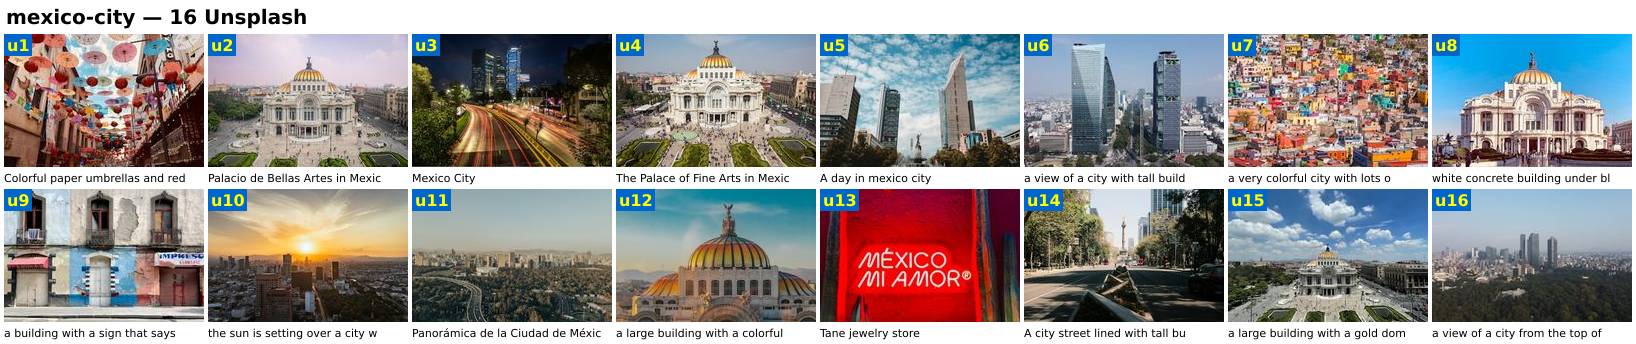 mexico-city — 16 Unsplash
u1
u2
u3
u4
u5
u6
u7
u8
Colorful paper umbrellas and red
Palacio de Bellas Artes in Mexic
Mexico City
The Palace of Fine Arts in Mexic
A day in mexico city
a view of a city with tall build
a very colorful city with lots o
white concrete building under bl
u9
u10
u11
u12
u13
u14
u15
u16
IMPRESO
MÉXICO
MI AMOR®
a building with a sign that says
the sun is setting over a city w
Panorámica de la Ciudad de Méxic
a large building with a colorful
Tane jewelry store
A city street lined with tall bu
a large building with a gold dom
a view of a city from the top of